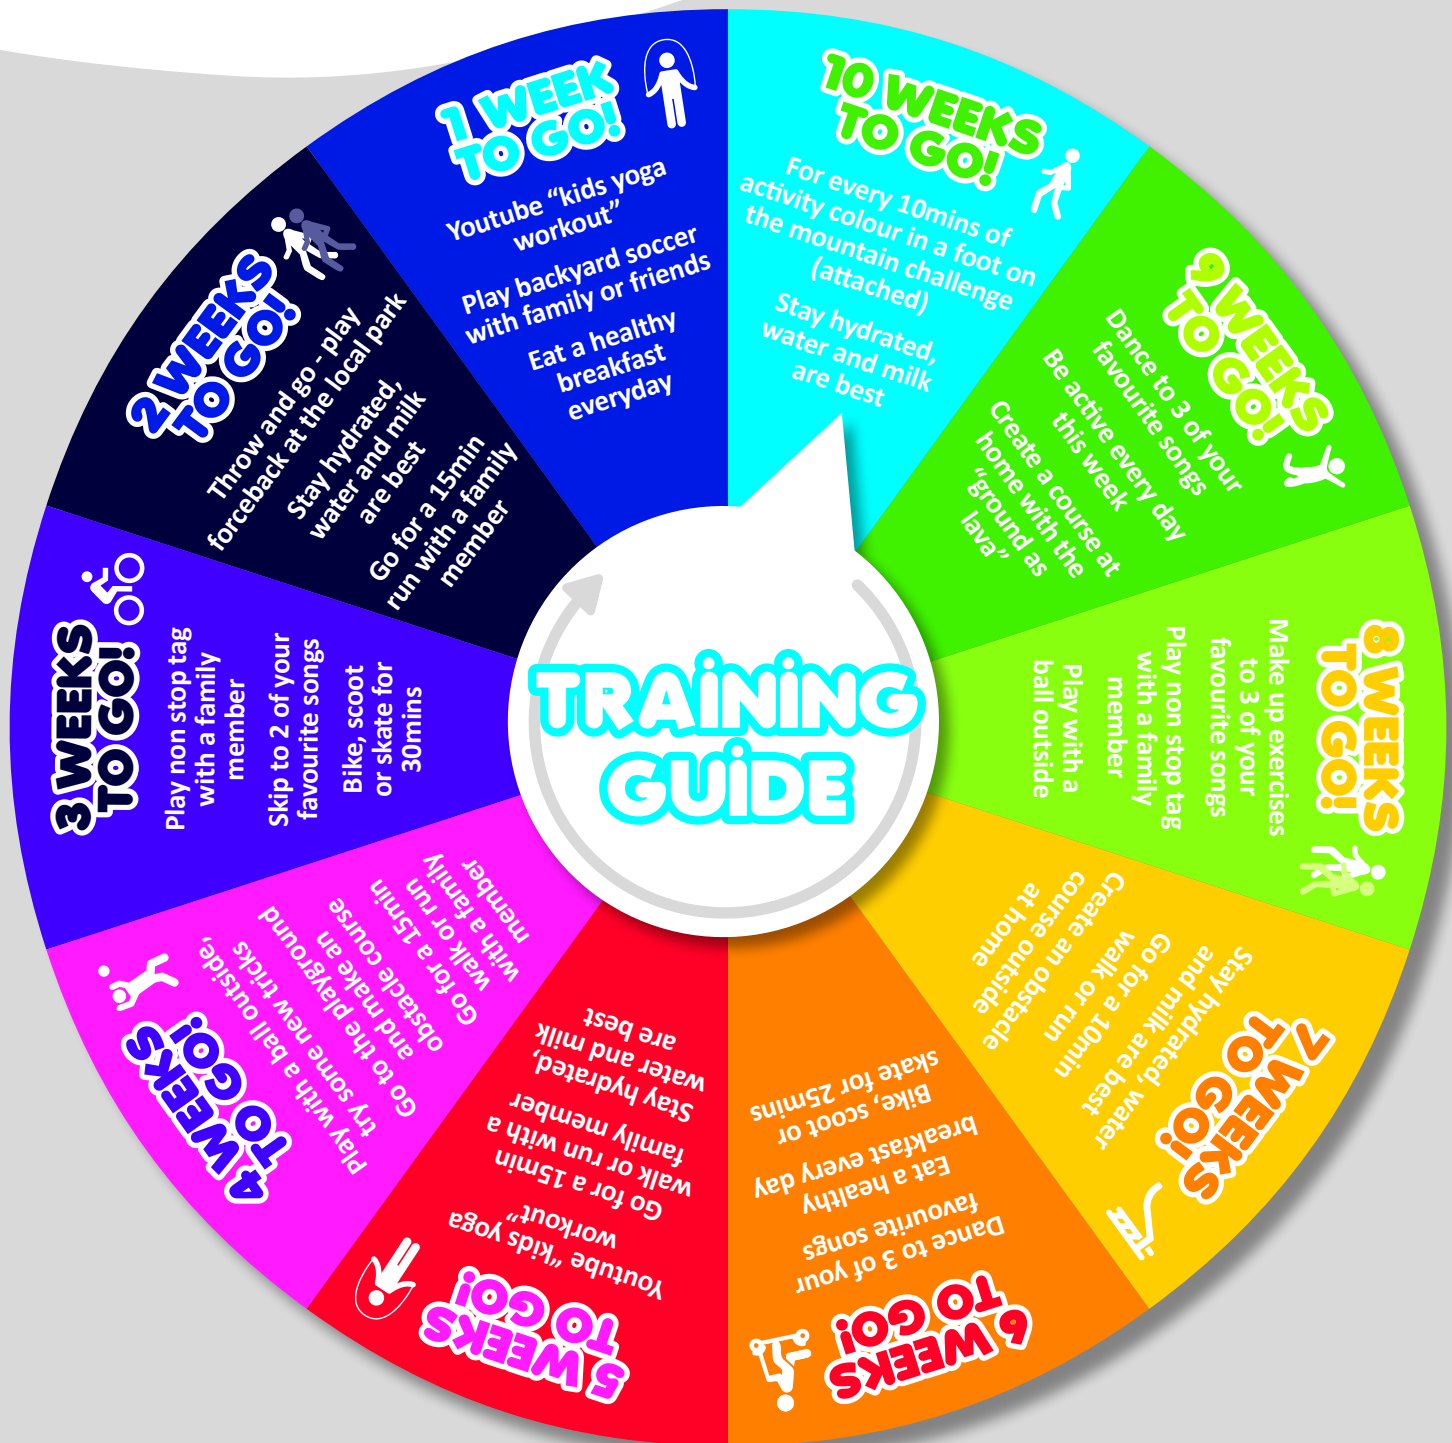 10 WEEKS
TO GO!
For every 10mins of
activity colour in a foot on
the mountain challenge
(attached)
Stay hydrated,
water and milk
are best
9 WEEKS
TO GO!
Dance to 3 of your
favourite songs
Be active every day
this week
Create a course at
home with the
“ground as
lava”
8 WEEKS
TO GO!
Make up exercises
to 3 of your
favourite songs
Play non stop tag
with a family
member
Play with a
ball outside
7 WEEKS
TO GO!
Stay hydrated, water
and milk are best
Go for a 10min
walk or run
Create an obstacle
course outside
at home
6 WEEKS
TO GO!
Dance to 3 of your
favourite songs
Eat a healthy
breakfast every day
Bike, scoot or
skate for 25mins
5 WEEKS
TO GO!
Youtube “kids yoga
workout”
Go for a 15min
walk or run with a
family member
Stay hydrated,
water and milk
are best
4 WEEKS
TO GO!
Play with a ball outside,
try some new tricks
Go to the playground
and make an
obstacle course
Go for a 15min
walk or run
with a family
member
3 WEEKS
TO GO!
Play non stop tag
with a family
member
Skip to 2 of your
favourite songs
Bike, scoot
or skate for
30mins
2 WEEKS
TO GO!
Throw and go - play
forceback at the local park
Stay hydrated,
water and milk
are best
Go for a 15min
run with a family
member
1 WEEK
TO GO!
Youtube “kids yoga
workout”
Play backyard soccer
with family or friends
Eat a healthy
breakfast
everyday
TRAINING
GUIDE